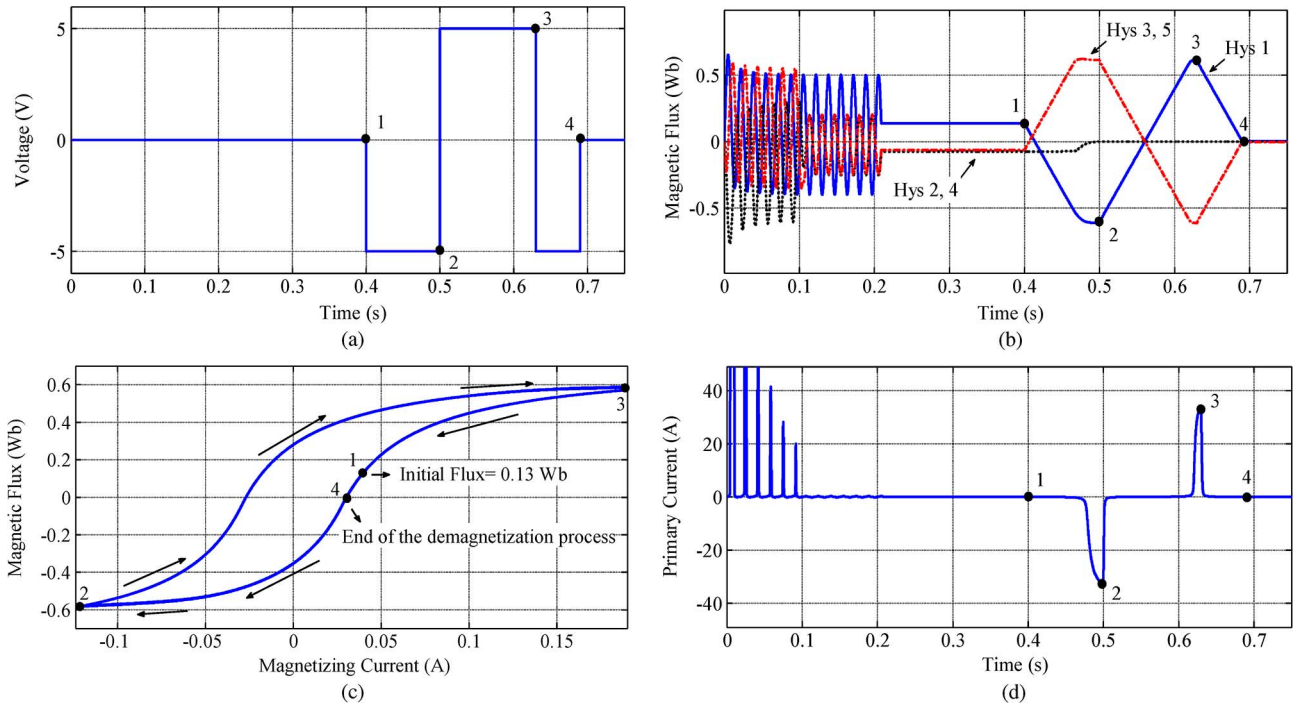 5
0
-5
Voltage (V)
1
2
3
4
0 0.1 0.2 0.3 0.4 0.5 0.6 0.7
Time (s)
(a)
0.5
0
-0.5
Magnetic Flux (Wb)
Hys 3, 5
3
Hys 1
1
4
Hys 2, 4
2
0 0.1 0.2 0.3 0.4 0.5 0.6 0.7
Time (s)
(b)
0.6
0.4
0.2
0
-0.2
-0.4
-0.6
Magnetic Flux (Wb)
3
1
Initial Flux= 0.13 Wb
4
End of the demagnetization process
2
-0.1 -0.05 0 0.05 0.1 0.15
Magnetizing Current (A)
(c)
40
20
0
-20
-40
Primary Current (A)
3
1
4
2
0 0.1 0.2 0.3 0.4 0.5 0.6 0.7
Time (s)
(d)